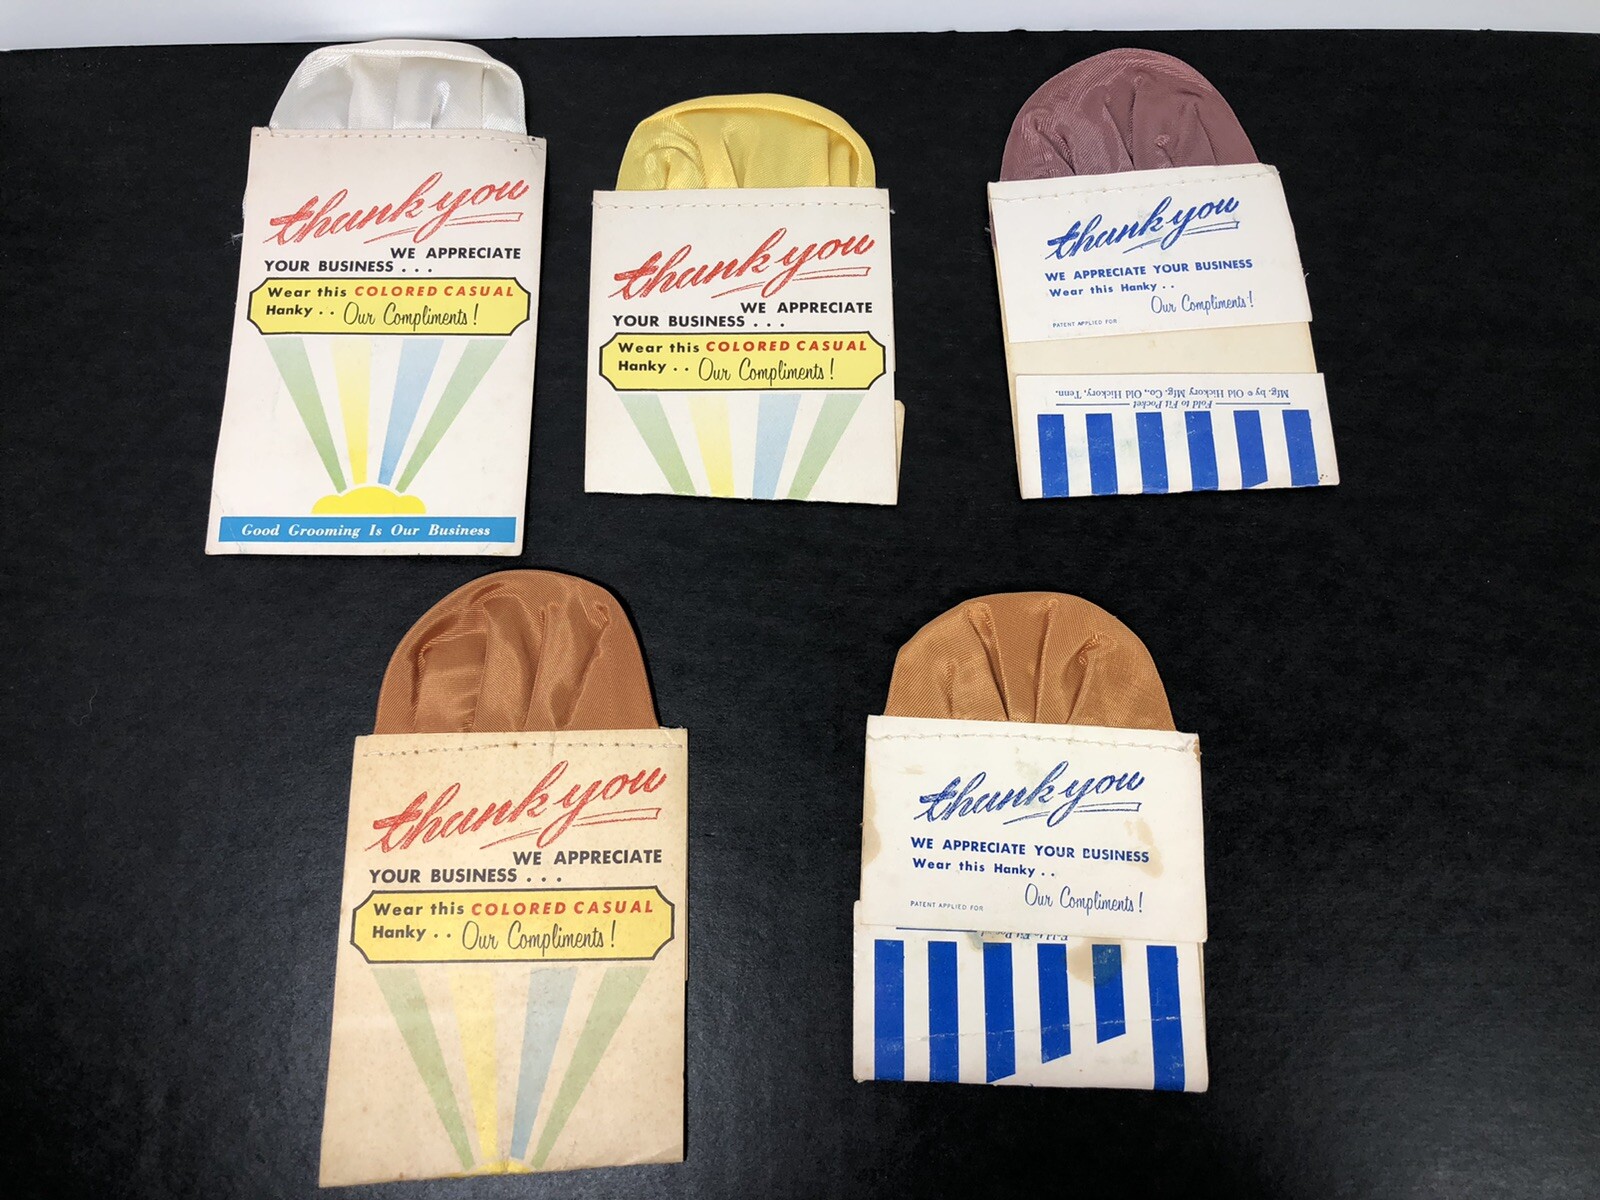 thank you
WE APPRECIATE
YOUR BUSINESS . . .
Wear this COLORED CASUAL
Hanky . . Our Compliments!
Good Grooming Is Our Business
thank you
WE APPRECIATE
YOUR BUSINESS . . .
Wear this COLORED CASUAL
Hanky . . Our Compliments!
thank you
WE APPRECIATE YOUR BUSINESS
Wear this Hanky . .
Our Compliments!
PATENT APPLIED FOR
Fold to Fit Pocket
Mfg. by © Old Hickory Mfg. Co., Old Hickory, Tenn.
thank you
WE APPRECIATE
YOUR BUSINESS . . .
Wear this COLORED CASUAL
Hanky . . Our Compliments!
thank you
WE APPRECIATE YOUR BUSINESS
Wear this Hanky . .
Our Compliments!
PATENT APPLIED FOR